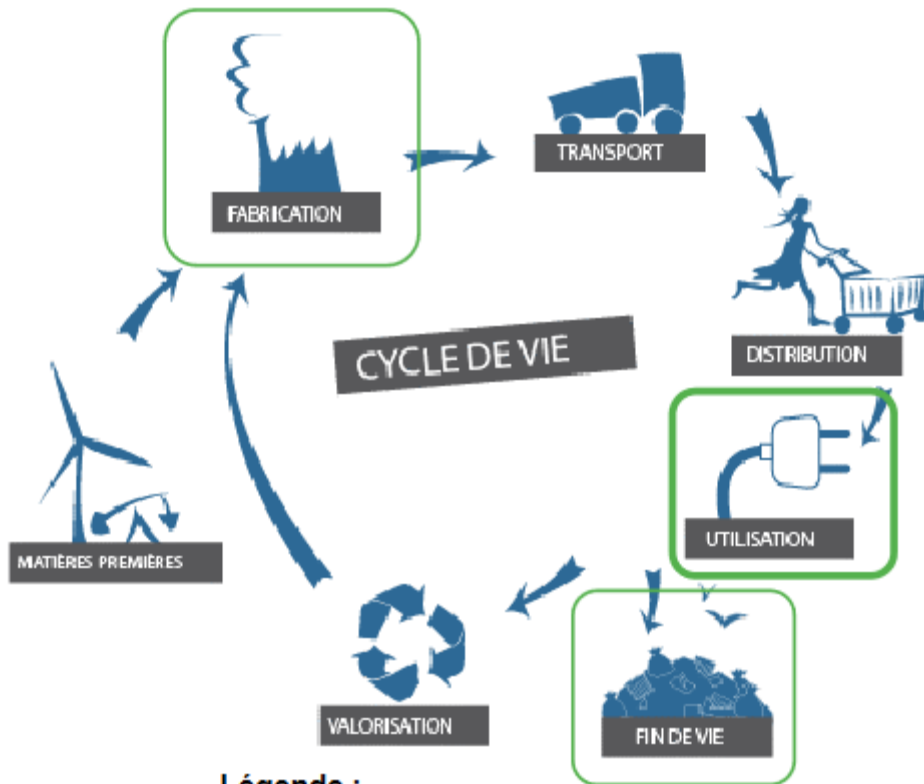 FABRICATION
TRANSPORT
CYCLE DE VIE
DISTRIBUTION
UTILISATION
MATIÈRES PREMIÈRES
VALORISATION
FIN DE VIE
Légende :